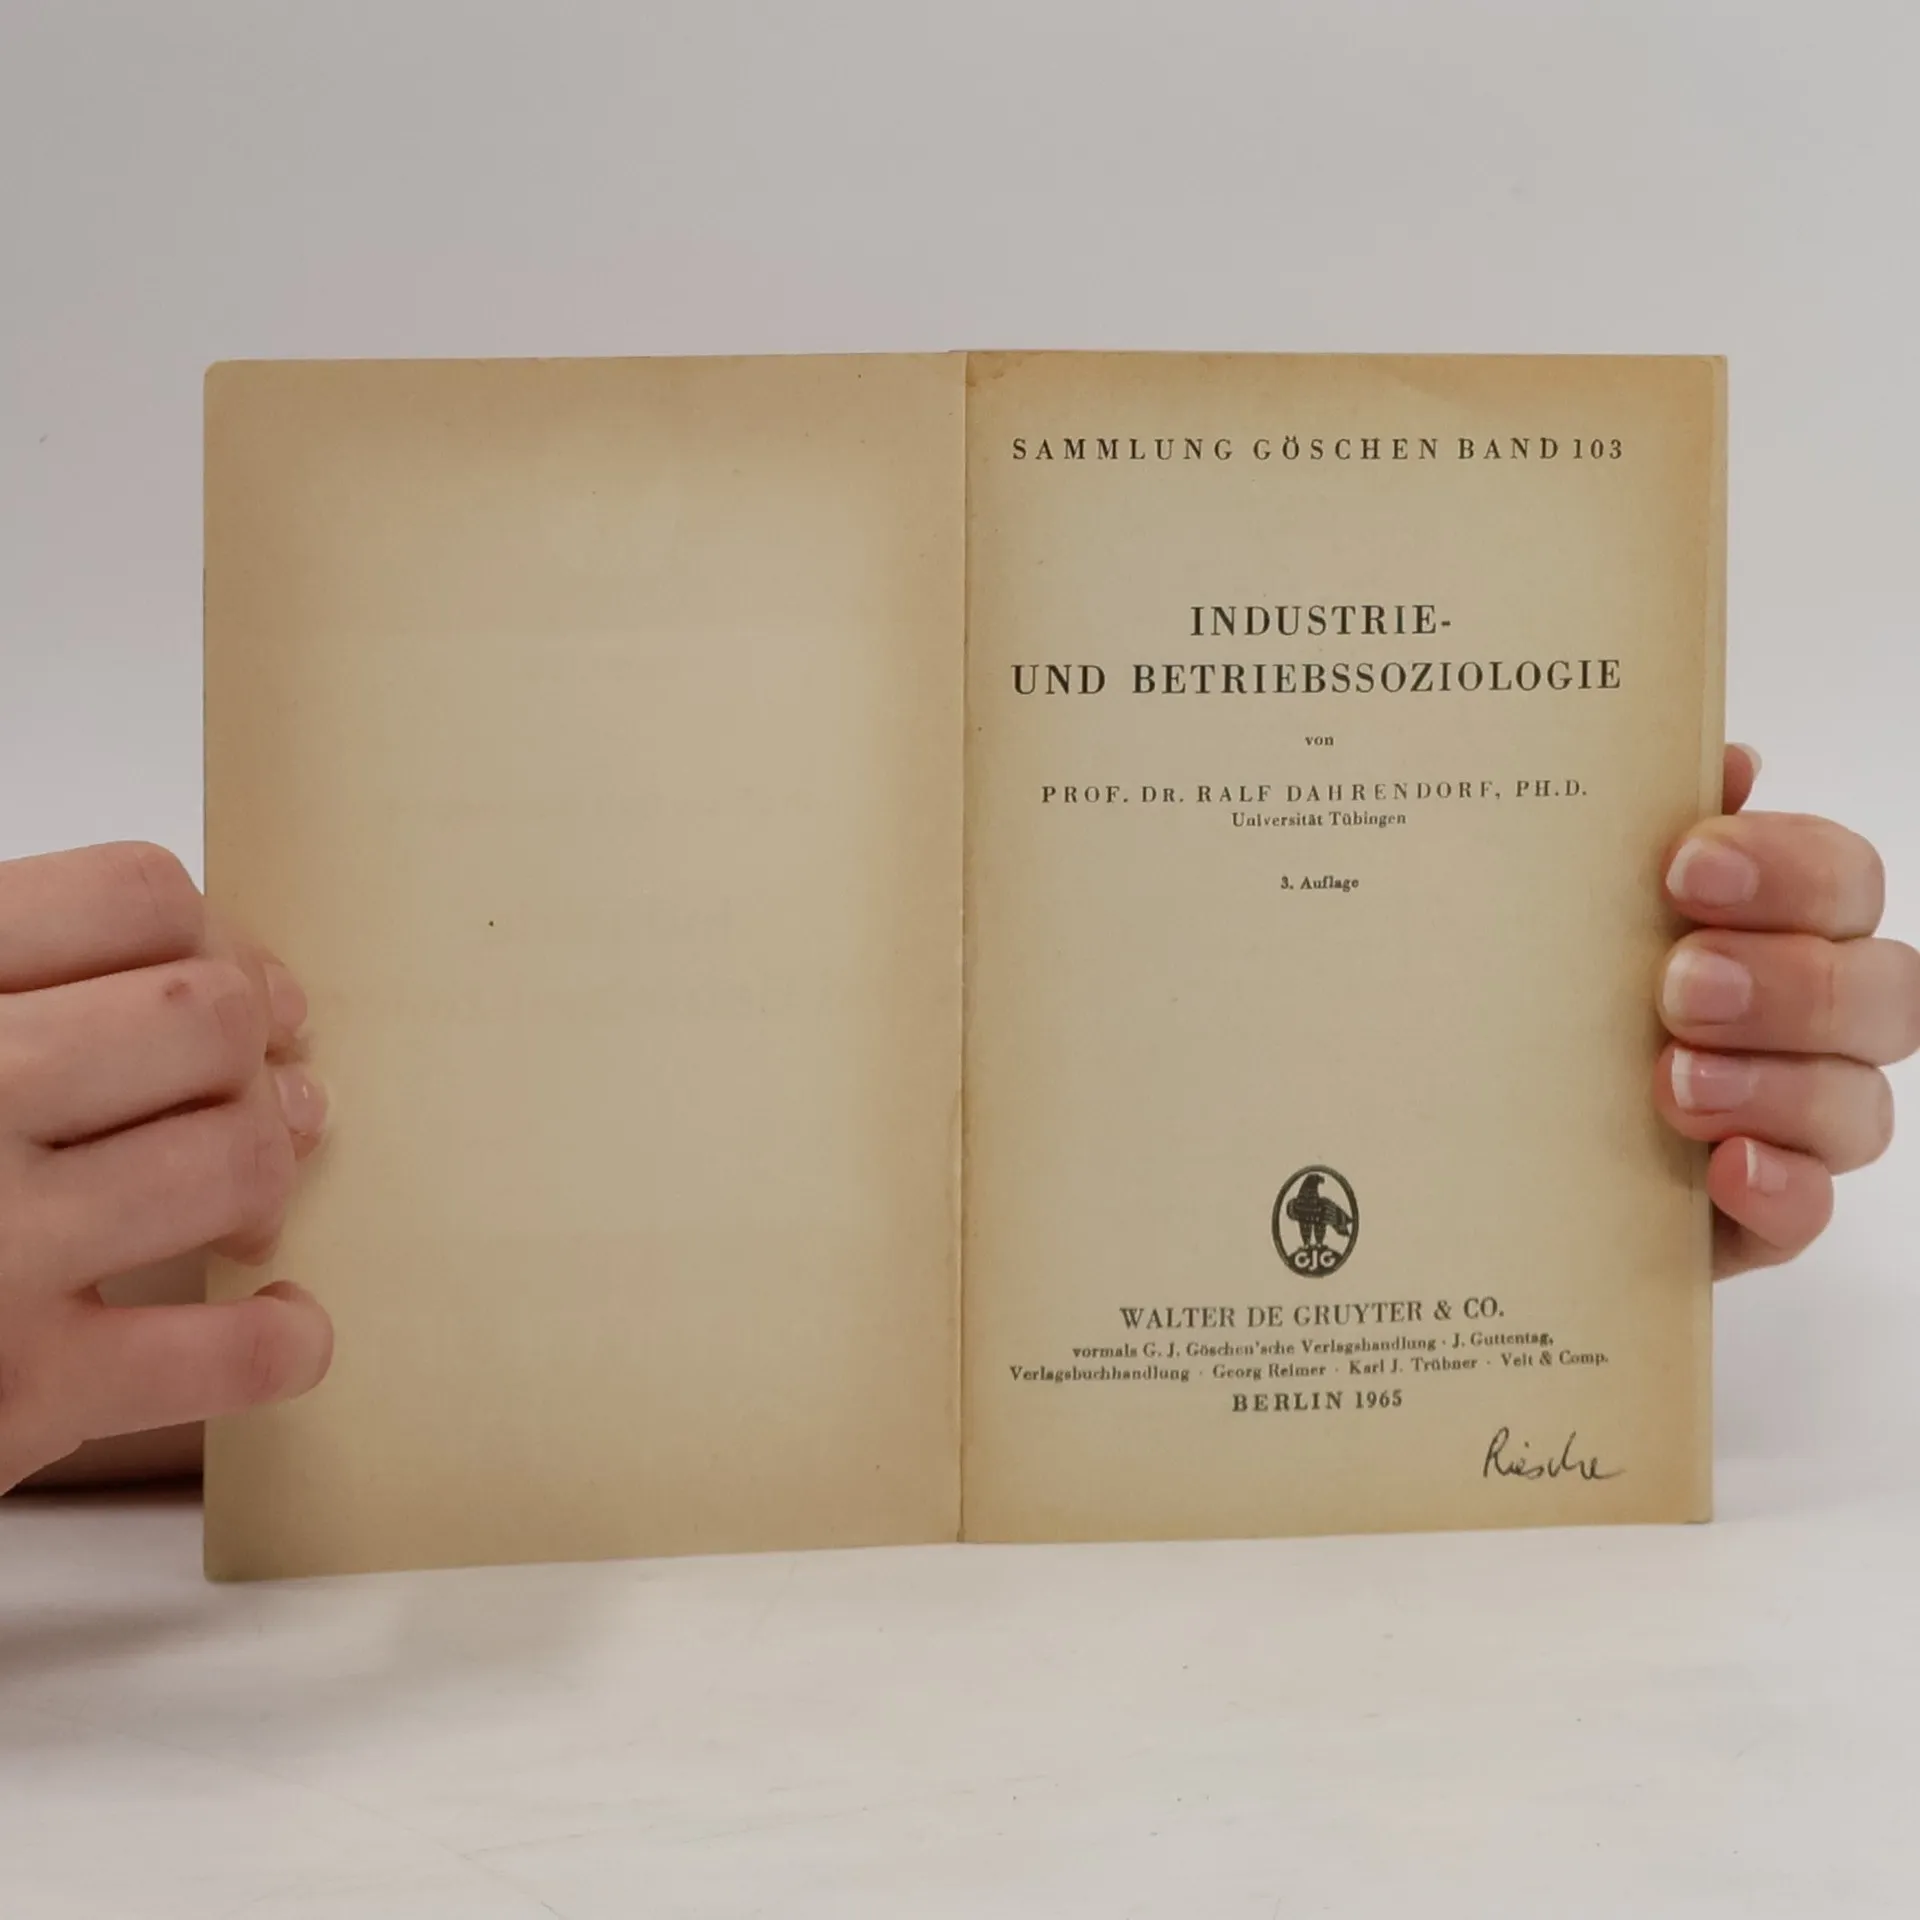 SAMMLUNG GÖSCHEN BAND 103
INDUSTRIE-
UND BETRIEBSSOZIOLOGIE
von
PROF. DR. RALF DAHRENDORF, PH.D.
Universität Tübingen
3. Auflage
GJG
WALTER DE GRUYTER & CO.
vormals G. J. Göschen'sche Verlagshandlung · J. Guttentag,
Verlagsbuchhandlung · Georg Reimer · Karl J. Trübner · Veit & Comp.
BERLIN 1965